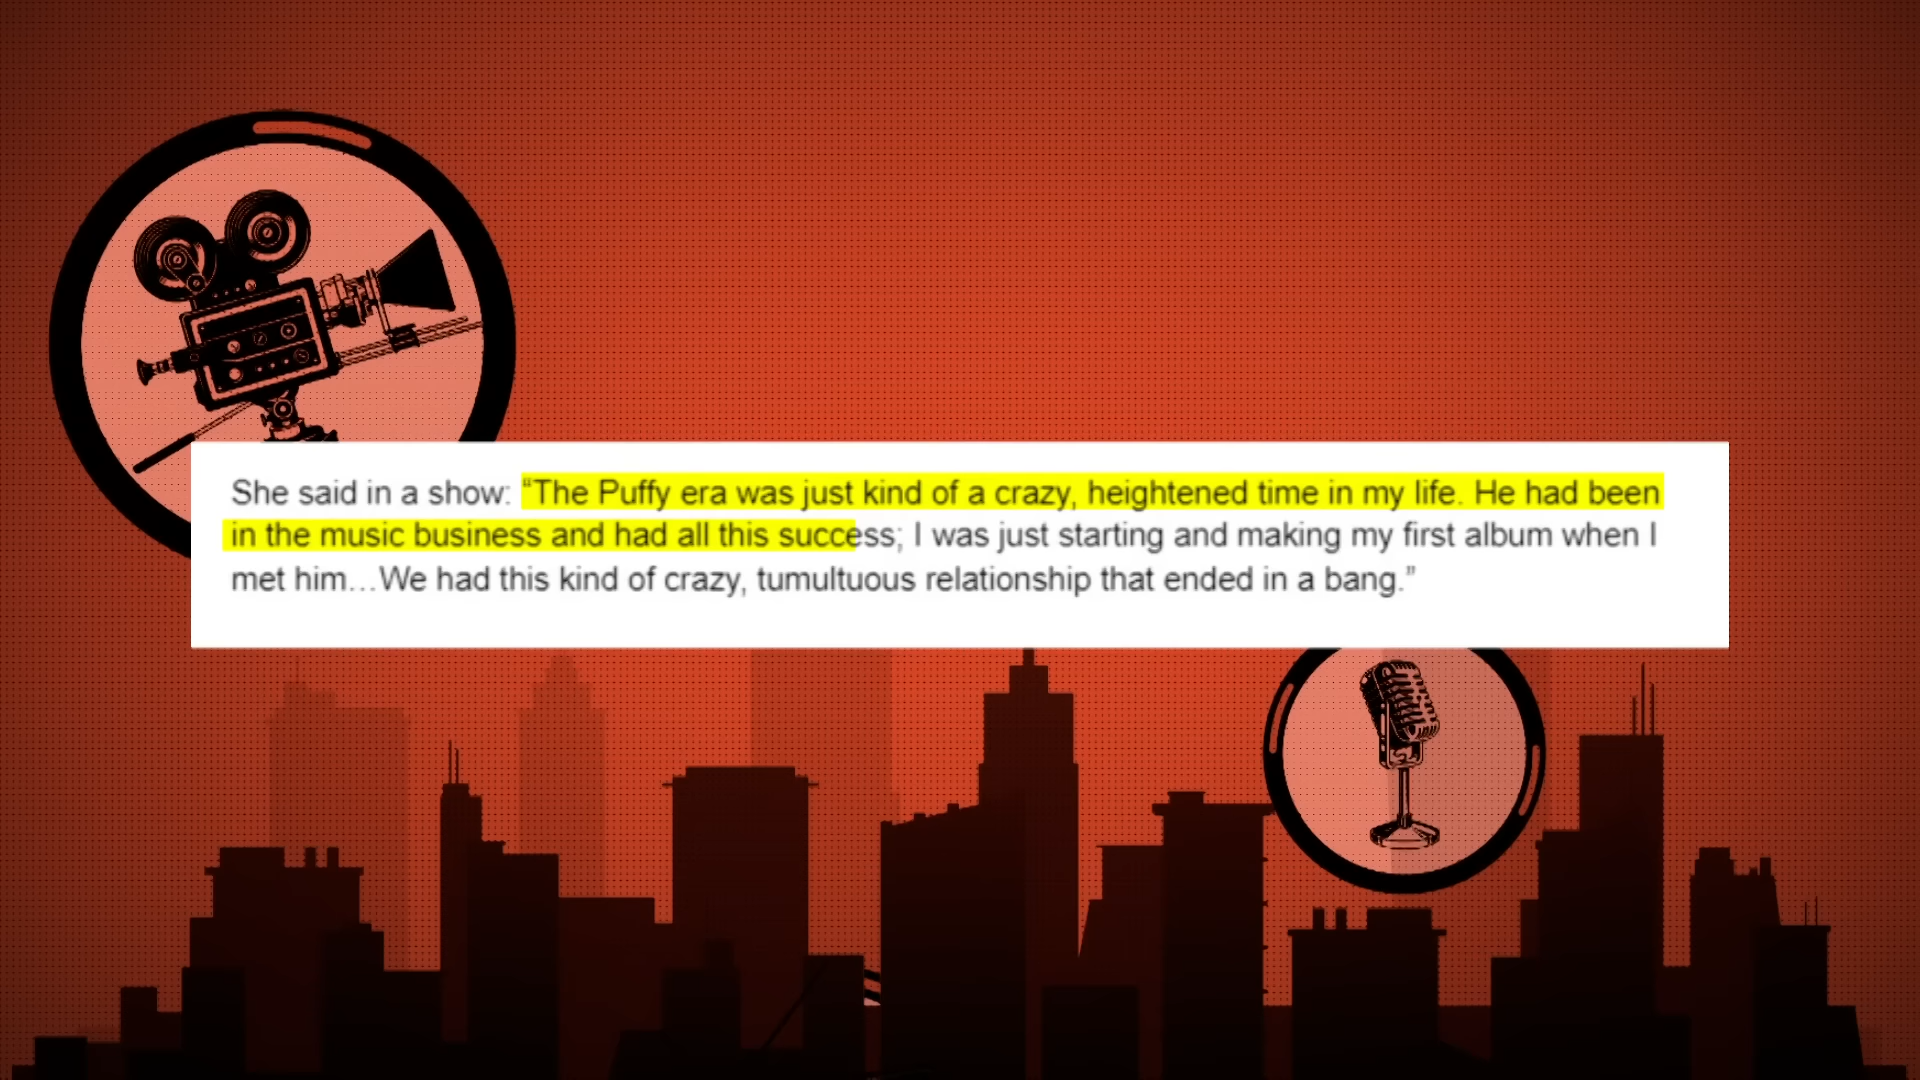 She said in a show: “The Puffy era was just kind of a crazy, heightened time in my life. He had been
in the music business and had all this success; I was just starting and making my first album when I
met him…We had this kind of crazy, tumultuous relationship that ended in a bang.”